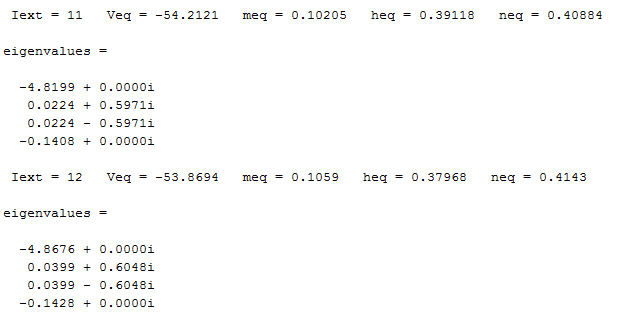 Iext = 11   Veq = -54.2121   meq = 0.10205   heq = 0.39118   neq = 0.40884
eigenvalues =
-4.8199 + 0.0000i
0.0224 + 0.5971i
0.0224 - 0.5971i
-0.1408 + 0.0000i
Iext = 12   Veq = -53.8694   meq = 0.1059   heq = 0.37968   neq = 0.4143
eigenvalues =
-4.8676 + 0.0000i
0.0399 + 0.6048i
0.0399 - 0.6048i
-0.1428 + 0.0000i